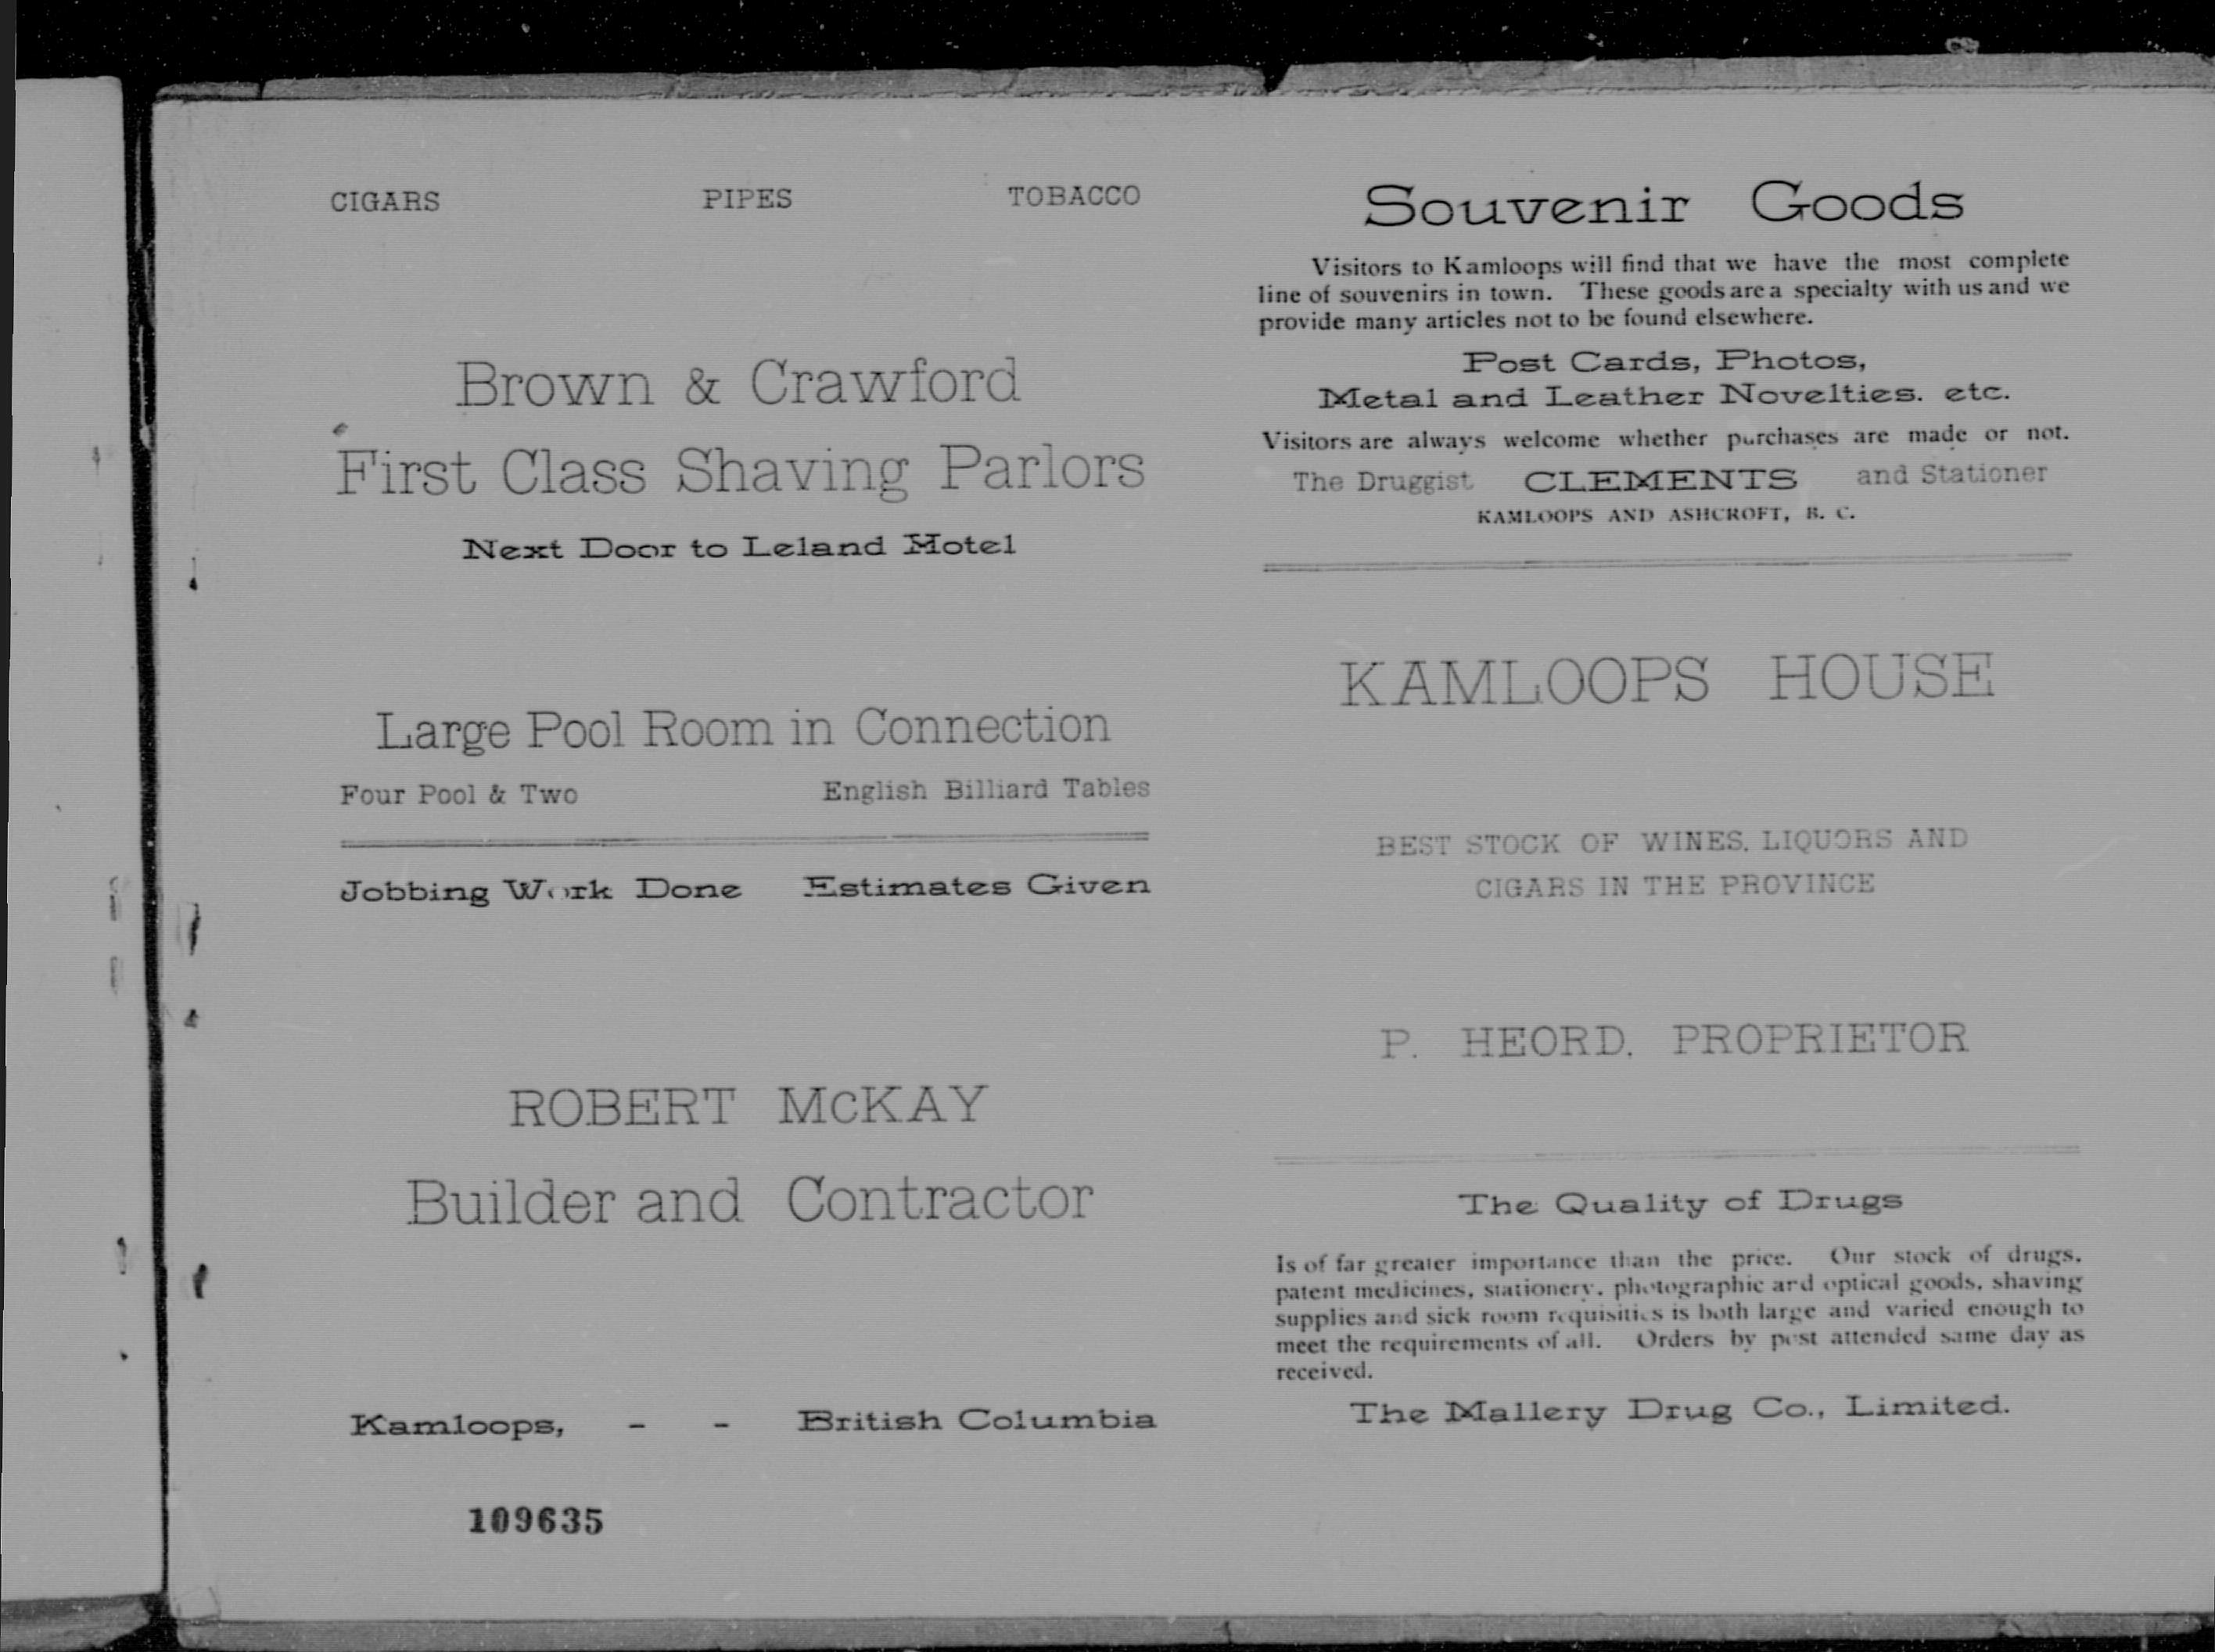 CIGARS PIPES TOBACCO
Brown & Crawford
First Class Shaving Parlors
Next Door to Leland Hotel
Large Pool Room in Connection
Four Pool & Two English Billiard Tables
Jobbing Work Done Estimates Given
ROBERT McKAY
Builder and Contractor
Kamloops, - - British Columbia
109635
Souvenir Goods
Visitors to Kamloops will find that we have the most complete
line of souvenirs in town. These goods are a specialty with us and we
provide many articles not to be found elsewhere.
Post Cards, Photos,
Metal and Leather Novelties. etc.
Visitors are always welcome whether purchases are made or not.
The Druggist CLEMENTS and Stationer
KAMLOOPS AND ASHCROFT, B. C.
KAMLOOPS HOUSE
BEST STOCK OF WINES, LIQUORS AND
CIGARS IN THE PROVINCE
P. HEORD, PROPRIETOR
The Quality of Drugs
Is of far greater importance than the price. Our stock of drugs,
patent medicines, stationery, photographic and optical goods, shaving
supplies and sick room requisities is both large and varied enough to
meet the requirements of all. Orders by post attended same day as
received.
The Mallery Drug Co., Limited.